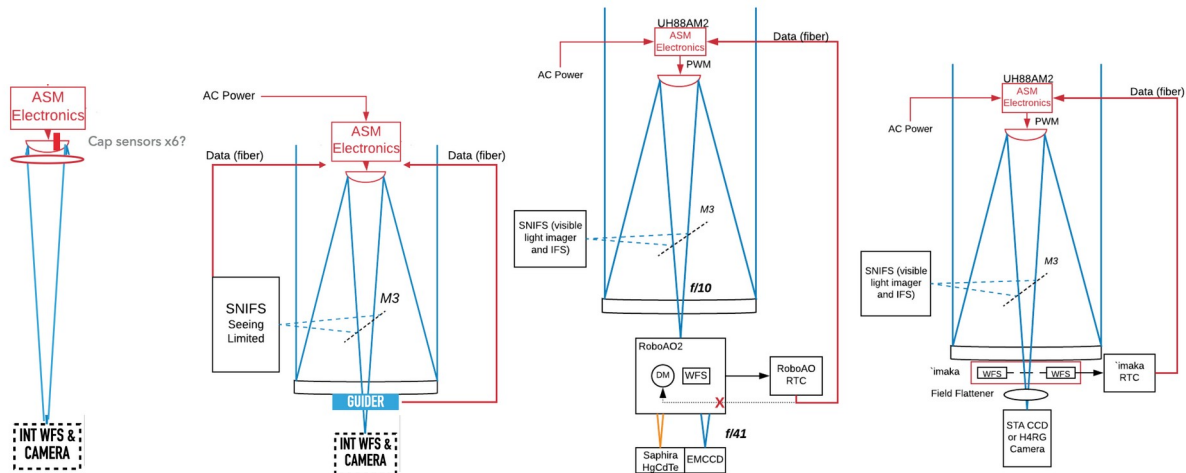 ASM
Electronics
Cap sensors x6?
INT WFS &
CAMERA
AC Power
ASM
Electronics
Data (fiber)
Data (fiber)
SNIFS
Seeing
Limited
M3
GUIDER
INT WFS &
CAMERA
UH88AM2
ASM
Electronics
Data (fiber)
AC Power
PWM
SNIFS (visible
light imager
and IFS)
M3
f/10
RoboAO2
DM
WFS
RoboAO
RTC
X
f/41
Saphira
HgCdTe
EMCCD
UH88AM2
ASM
Electronics
Data (fiber)
AC Power
PWM
SNIFS (visible
light imager
and IFS)
M3
`imaka
WFS
WFS
`imaka
RTC
Field Flattener
STA CCD
or H4RG
Camera